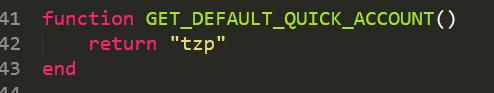 41 function GET_DEFAULT_QUICK_ACCOUNT()
42     return "tzp"
43 end